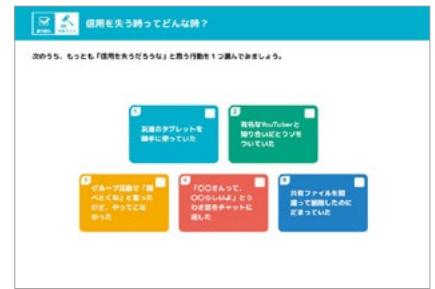 信用を失う時ってどんな時？
次のうち、もっとも「信用を失うだろうな」と思う行動を1つ選んでみましょう。
1
友達のタブレットを
勝手に使っていた
2
有名なYouTuberと
知り合いだとウソを
ついていた
3
グループ活動で「調
べとくね」と言った
けど、やってこな
かった
4
「○○さんって、
○○らしいよ」とう
わさ話をチャットに
流した
5
共有ファイルを間
違って削除したのに
だまっていた